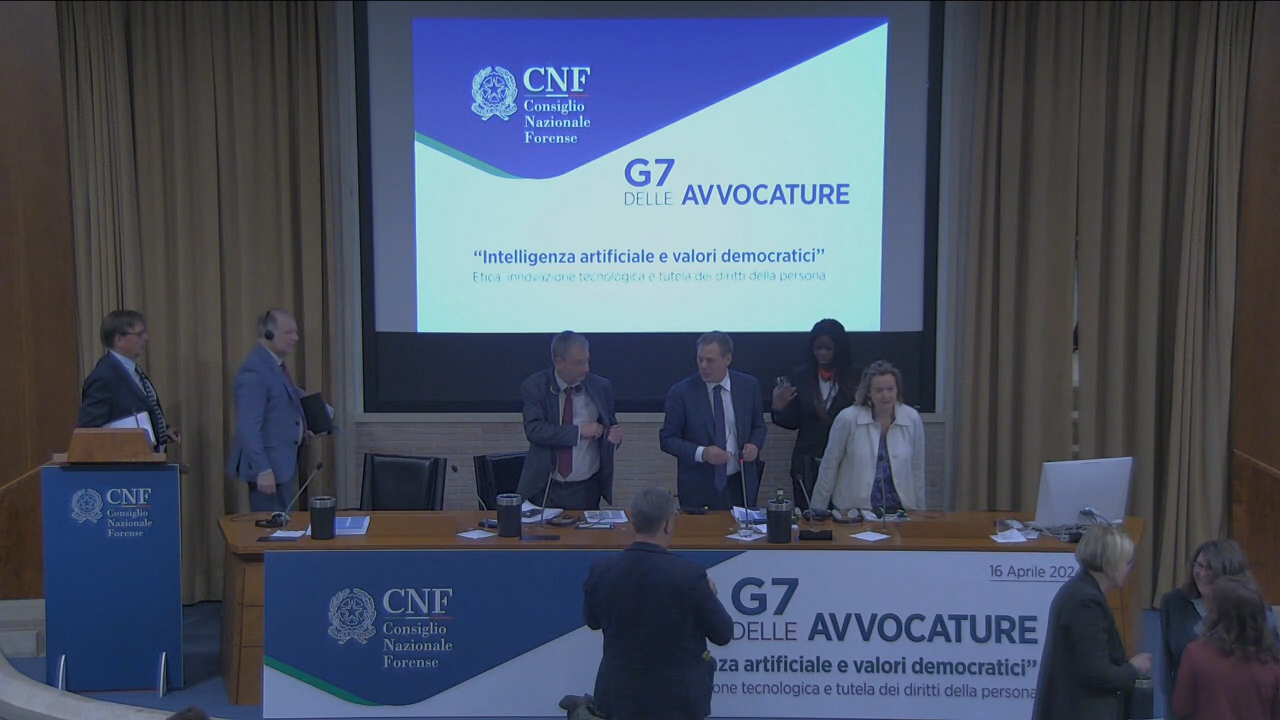 CNF
Consiglio
Nazionale
Forense
G7
DELLE AVVOCATURE
“Intelligenza artificiale e valori democratici”
Etica, innovazione tecnologica e tutela dei diritti della persona
CNF
Consiglio
Nazionale
Forense
CNF
Consiglio
Nazionale
Forense
16 Aprile 202
G7
DELLE AVVOCATURE
artificiale e valori democratici”
tecnologica e tutela dei diritti della persona